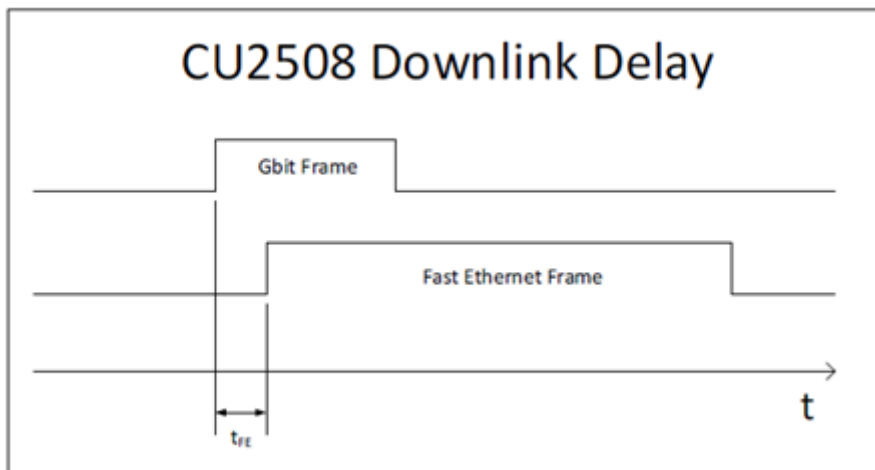 CU2508 Downlink Delay
Gbit Frame
Fast Ethernet Frame
t
tFE